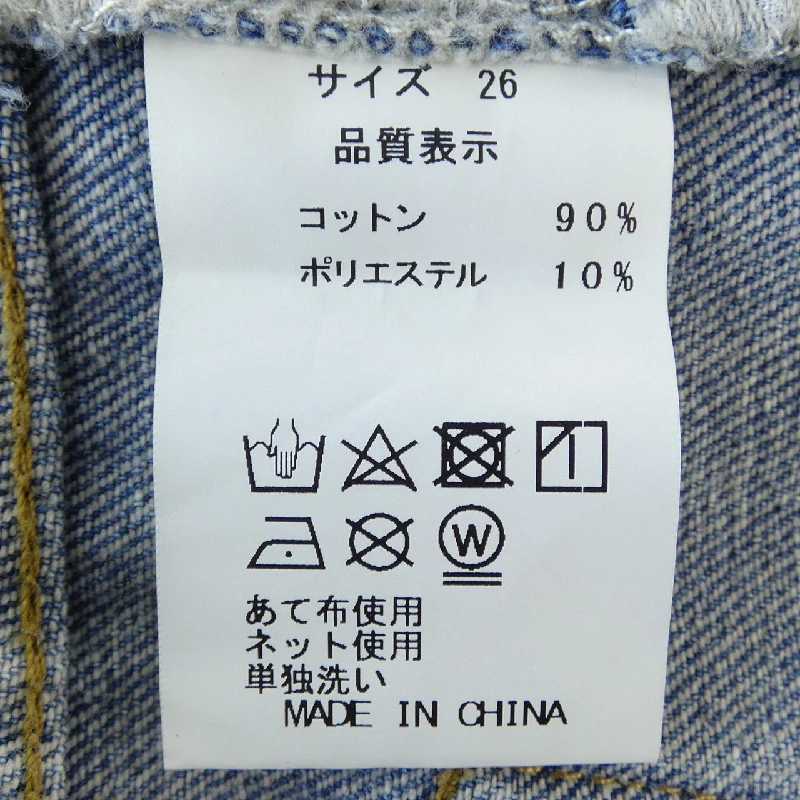 サイズ 26
品質表示
コットン 90%
ポリエステル 10%
W
あて布使用
ネット使用
単独洗い
MADE IN CHINA